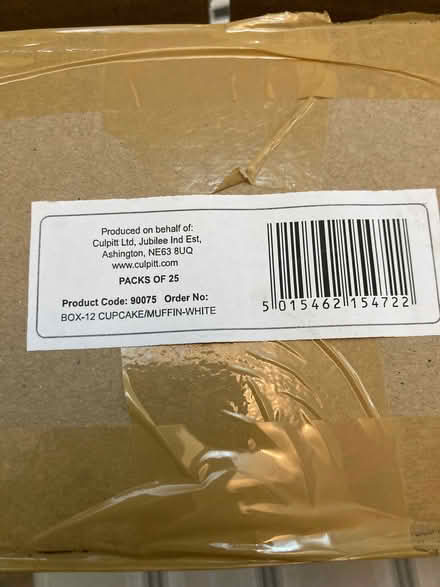 Produced on behalf of:
Culpitt Ltd, Jubilee Ind Est,
Ashington, NE63 8UQ
www.culpitt.com
PACKS OF 25
Product Code: 90075 Order No:
BOX-12 CUPCAKE/MUFFIN-WHITE
5 015462 154722